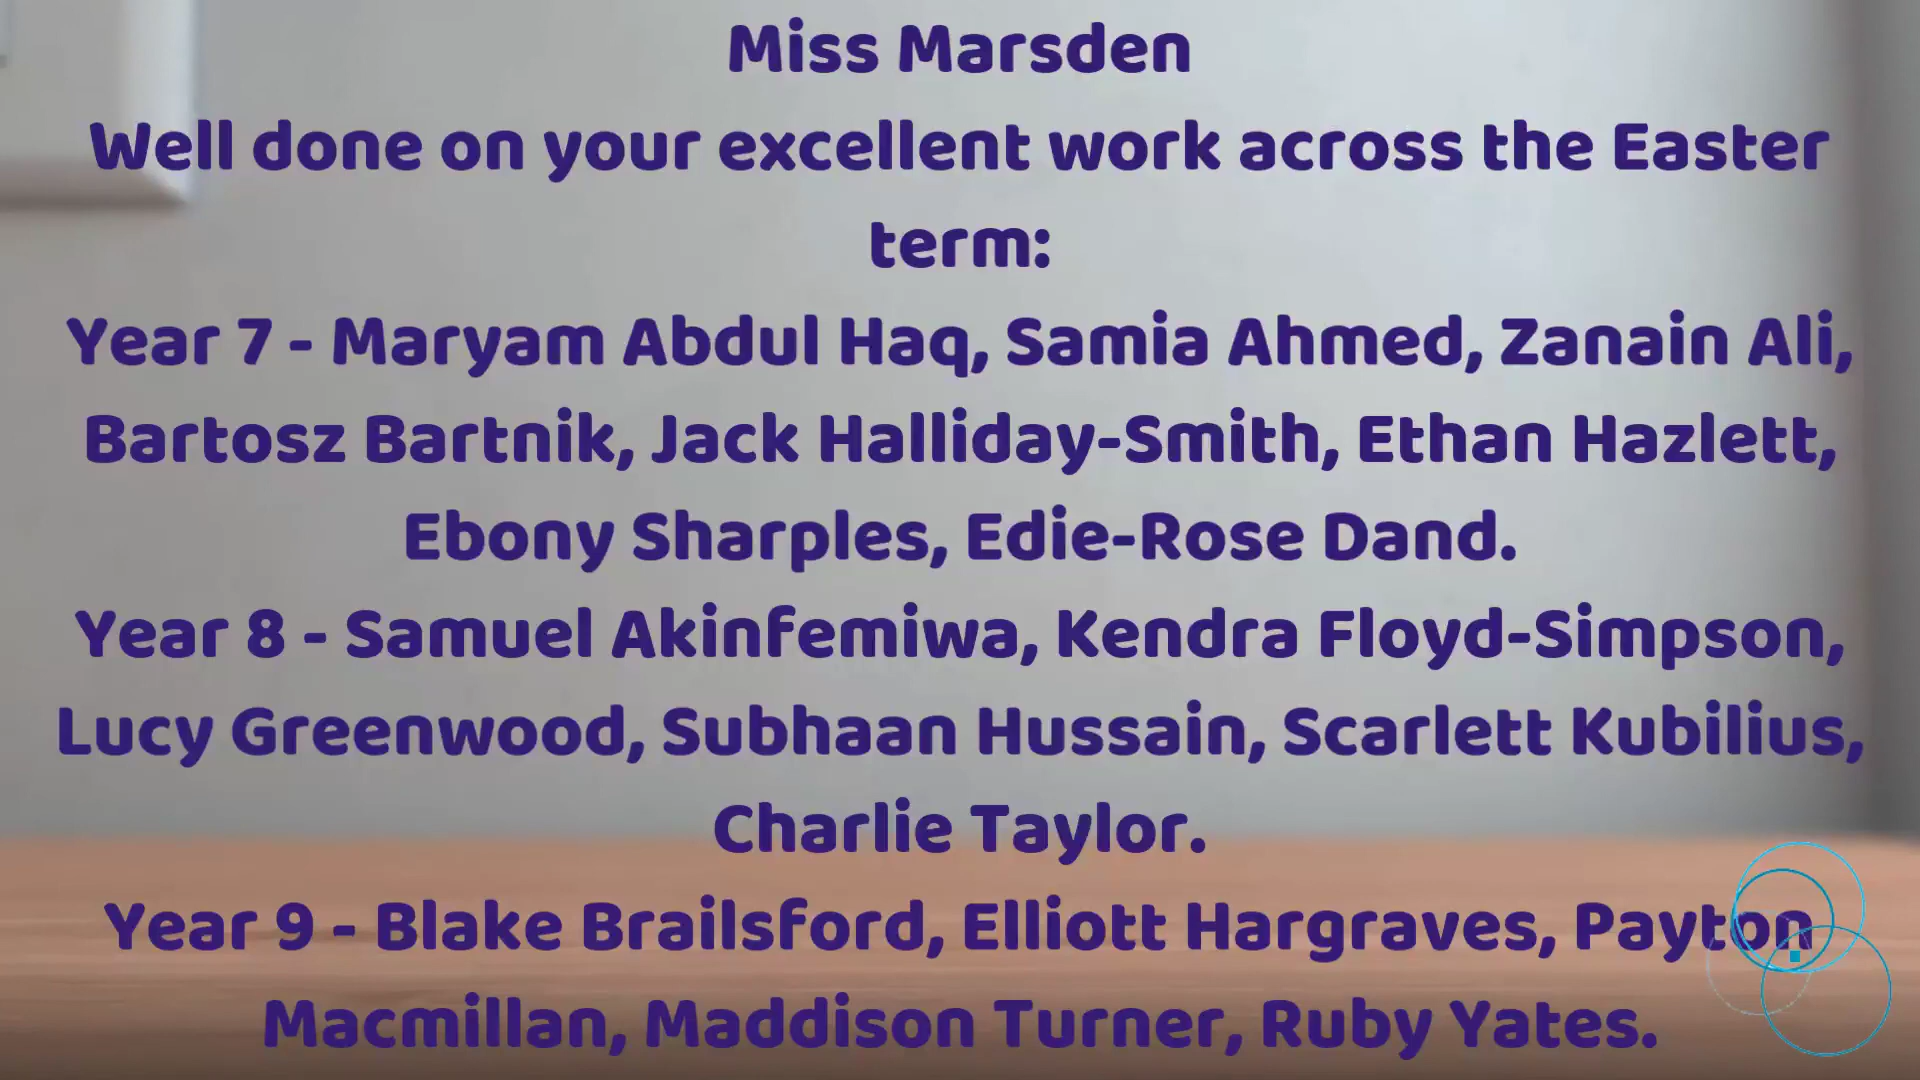 Miss Marsden
Well done on your excellent work across the Easter
term:
Year 7 - Maryam Abdul Haq, Samia Ahmed, Zanain Ali,
Bartosz Bartnik, Jack Halliday-Smith, Ethan Hazlett,
Ebony Sharples, Edie-Rose Dand.
Year 8 - Samuel Akinfemiwa, Kendra Floyd-Simpson,
Lucy Greenwood, Subhaan Hussain, Scarlett Kubilius,
Charlie Taylor.
Year 9 - Blake Brailsford, Elliott Hargraves, Payton
Macmillan, Maddison Turner, Ruby Yates.